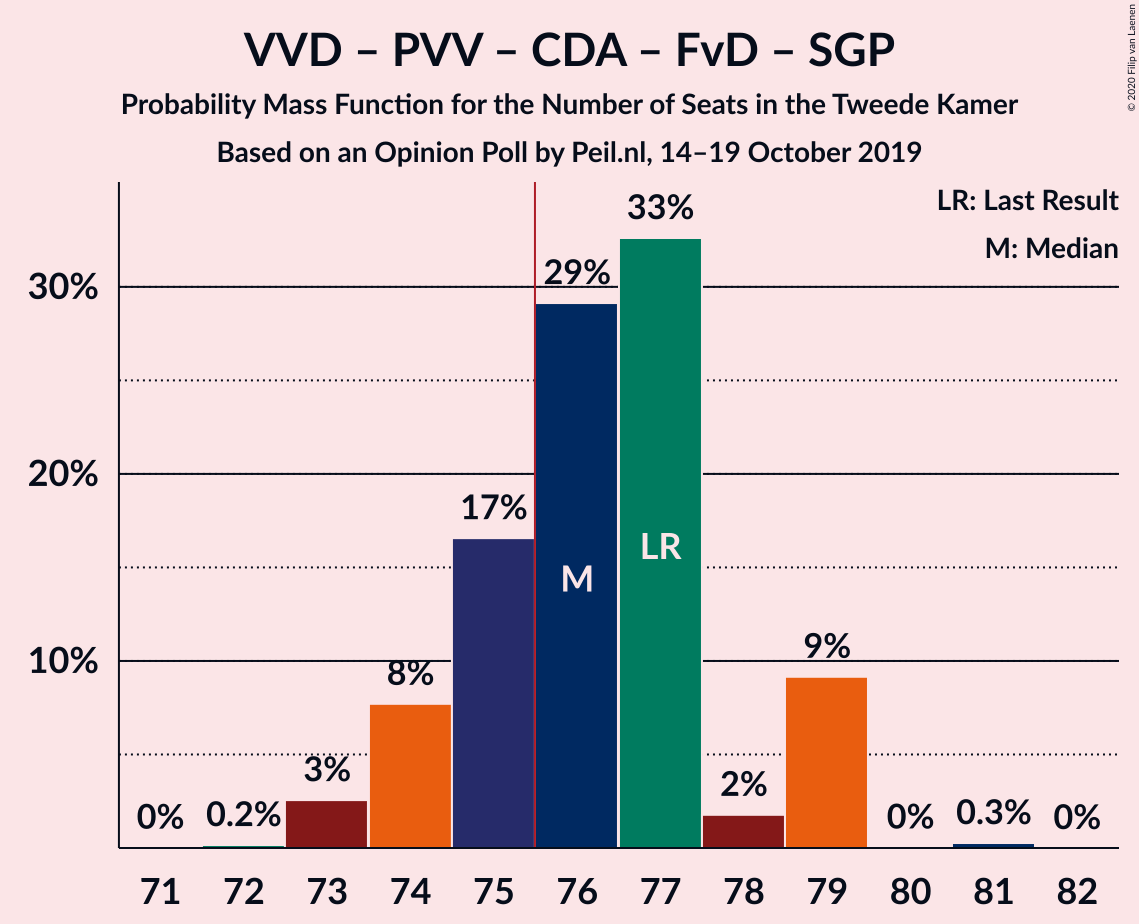 VVD – PVV – CDA – FvD – SGP
Probability Mass Function for the Number of Seats in the Tweede Kamer
Based on an Opinion Poll by Peil.nl, 14–19 October 2019
© 2020 Filip van Laenen
LR: Last Result
M: Median
30%
20%
10%
0%
0.2%
3%
8%
17%
29%
33%
2%
9%
0%
0.3%
0%
M
LR
71 72 73 74 75 76 77 78 79 80 81 82